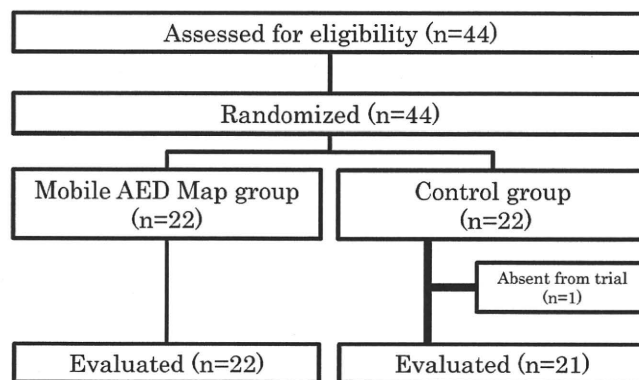 Assessed for eligibility (n=44)
Randomized (n=44)
Mobile AED Map group
(n=22)
Control group
(n=22)
Absent from trial
(n=1)
Evaluated (n=22)
Evaluated (n=21)